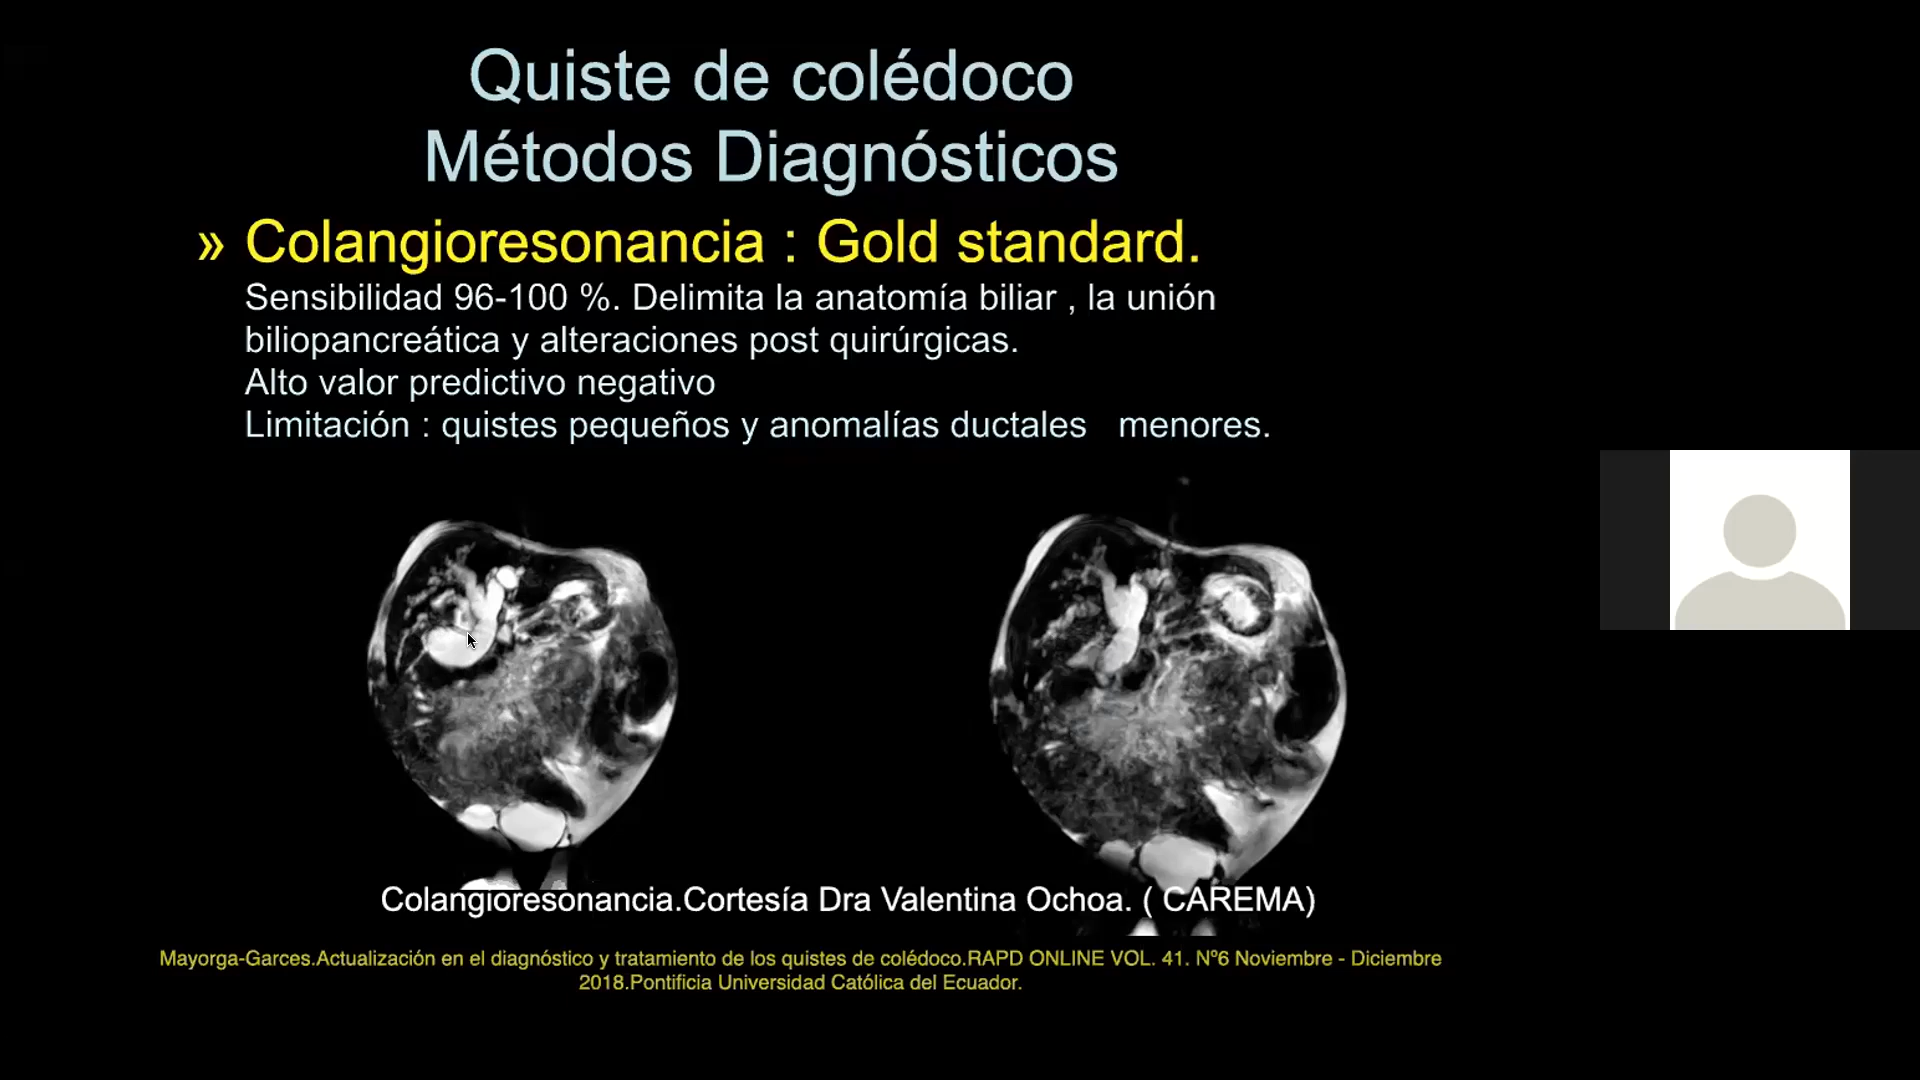 Quiste de colédoco
Métodos Diagnósticos
» Colangioresonancia : Gold standard.
Sensibilidad 96-100 %. Delimita la anatomía biliar , la unión
biliopancreática y alteraciones post quirúrgicas.
Alto valor predictivo negativo
Limitación : quistes pequeños y anomalías ductales   menores.
Colangioresonancia.Cortesía Dra Valentina Ochoa. ( CAREMA)
Mayorga-Garces.Actualización en el diagnóstico y tratamiento de los quistes de colédoco.RAPD ONLINE VOL. 41. Nº6 Noviembre - Diciembre
2018.Pontificia Universidad Católica del Ecuador.